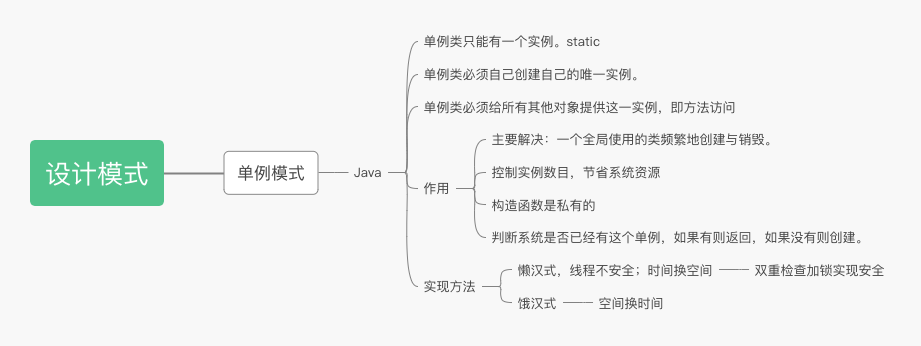 设计模式
单例模式
Java
单例类只能有一个实例。static
单例类必须自己创建自己的唯一实例。
单例类必须给所有其他对象提供这一实例，即方法访问
作用
主要解决：一个全局使用的类频繁地创建与销毁。
控制实例数目，节省系统资源
构造函数是私有的
判断系统是否已经有这个单例，如果有则返回，如果没有则创建。
实现方法
懒汉式，线程不安全；时间换空间
双重检查加锁实现安全
饿汉式
空间换时间